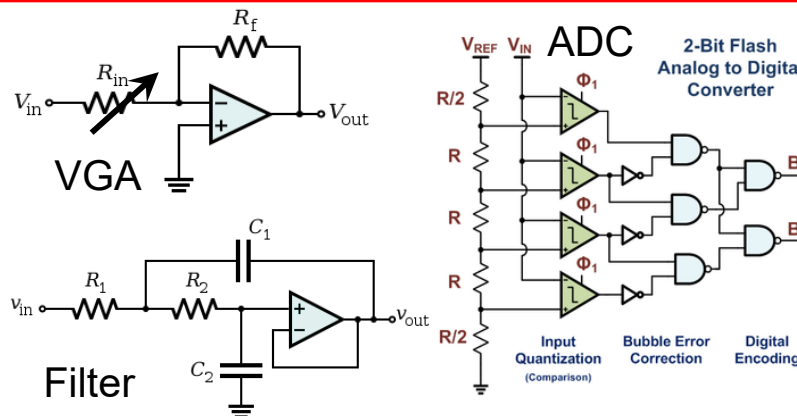 R_f
R_in
V_in
−
+
V_out
VGA
C_1
R_1
R_2
v_in
+
−
v_out
C_2
Filter
V_REF V_IN ADC
2-Bit Flash
Analog to Digita
Converter
Φ1
R/2
R
Φ1
R
Φ1
R
Φ1
R/2
B
B
Input
Quantization
(Comparison)
Bubble Error
Correction
Digital
Encoding